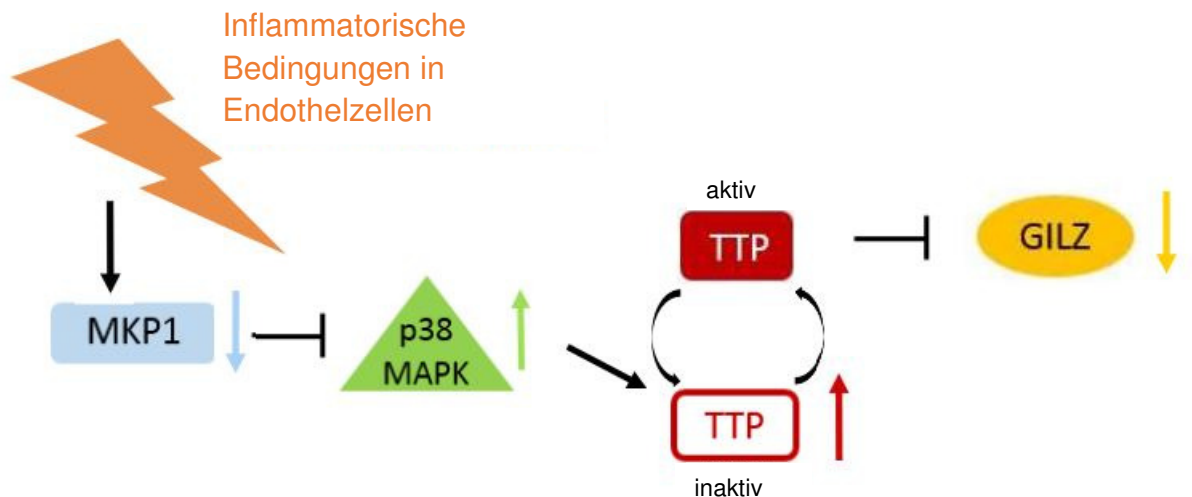 Inflammatorische
Bedingungen in
Endothelzellen
MKP1
p38
MAPK
aktiv
TTP
TTP
inaktiv
GILZ